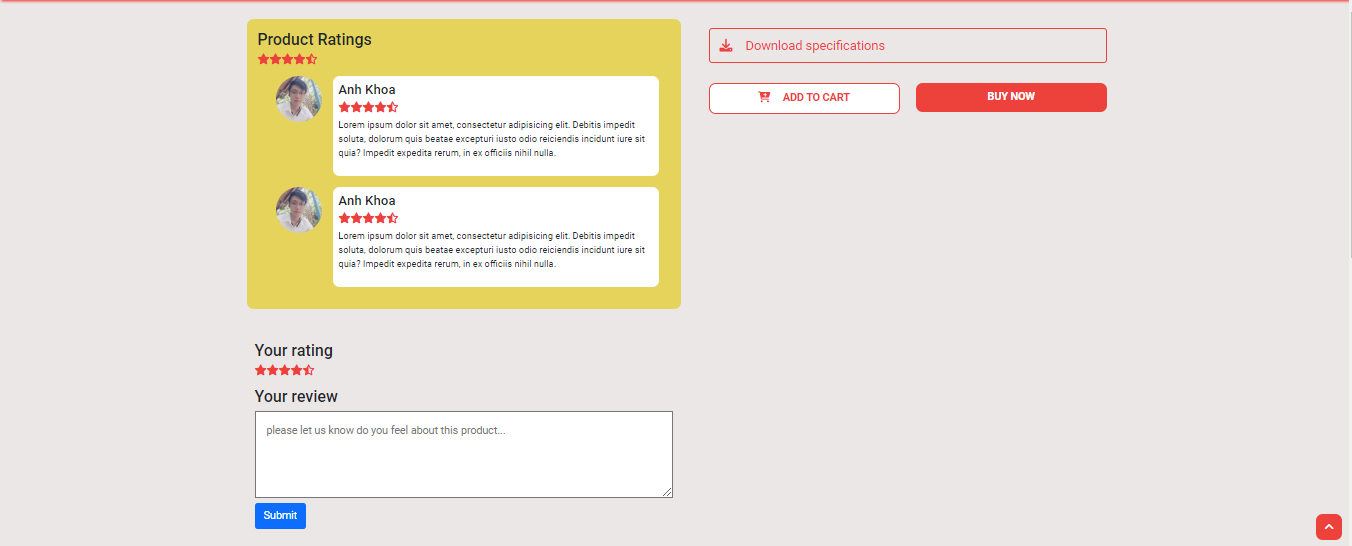 Product Ratings
Anh Khoa
Lorem ipsum dolor sit amet, consectetur adipisicing elit. Debitis impedit
soluta, dolorum quis beatae excepturi iusto odio reiciendis incidunt iure sit
quia? Impedit expedita rerum, in ex officiis nihil nulla.
Anh Khoa
Lorem ipsum dolor sit amet, consectetur adipisicing elit. Debitis impedit
soluta, dolorum quis beatae excepturi iusto odio reiciendis incidunt iure sit
quia? Impedit expedita rerum, in ex officiis nihil nulla.
Your rating
Your review
please let us know do you feel about this product...
Submit
Download specifications
ADD TO CART
BUY NOW